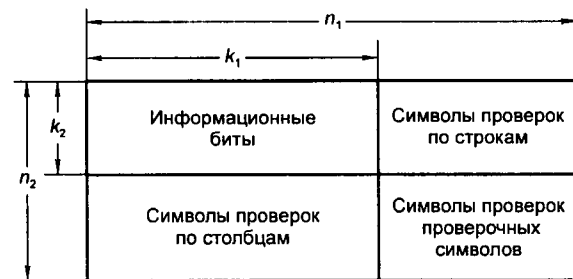 n₁
k₁
k₂
n₂
Информационные
биты
Символы проверок
по строкам
Символы проверок
по столбцам
Символы проверок
проверочных
символов